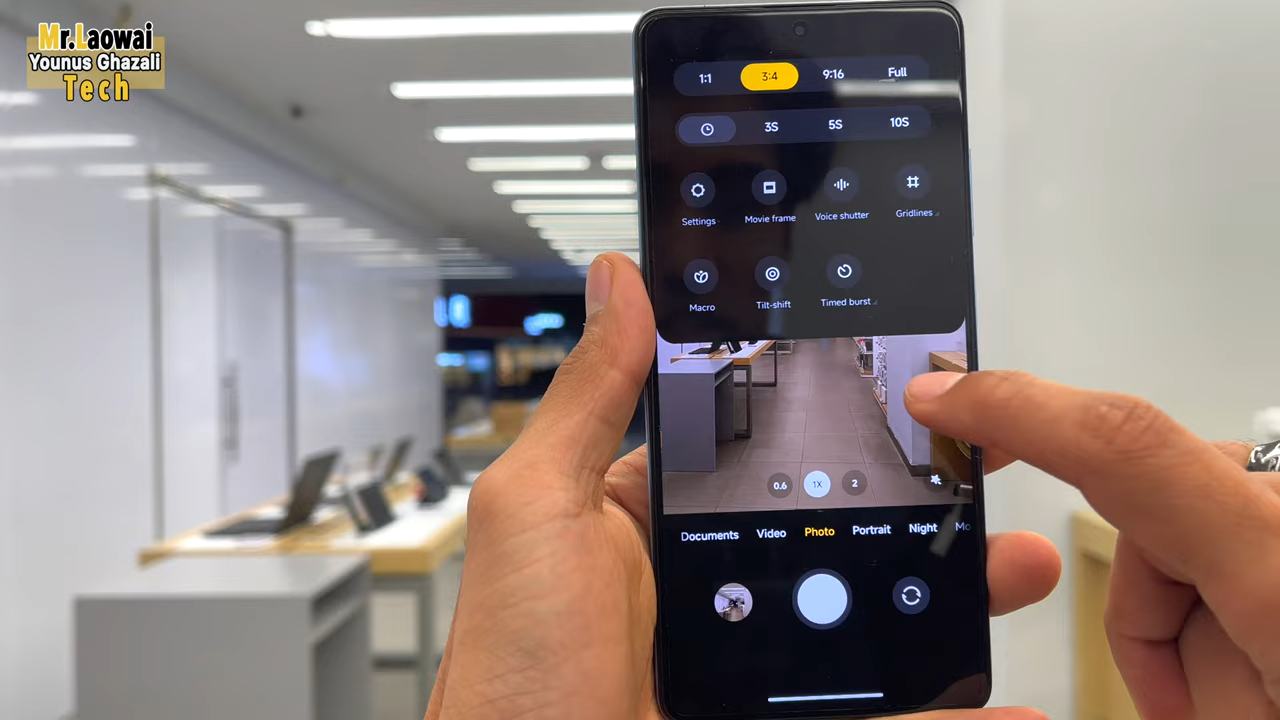 Mr.Laowai
Younus Ghazali
Tech
1:1 3:4 9:16 Full
3S 5S 10S
Settings Movie frame Voice shutter Gridlines
Macro Tilt-shift Timed burst
0.6 1X 2
Documents Video Photo Portrait Night Mo